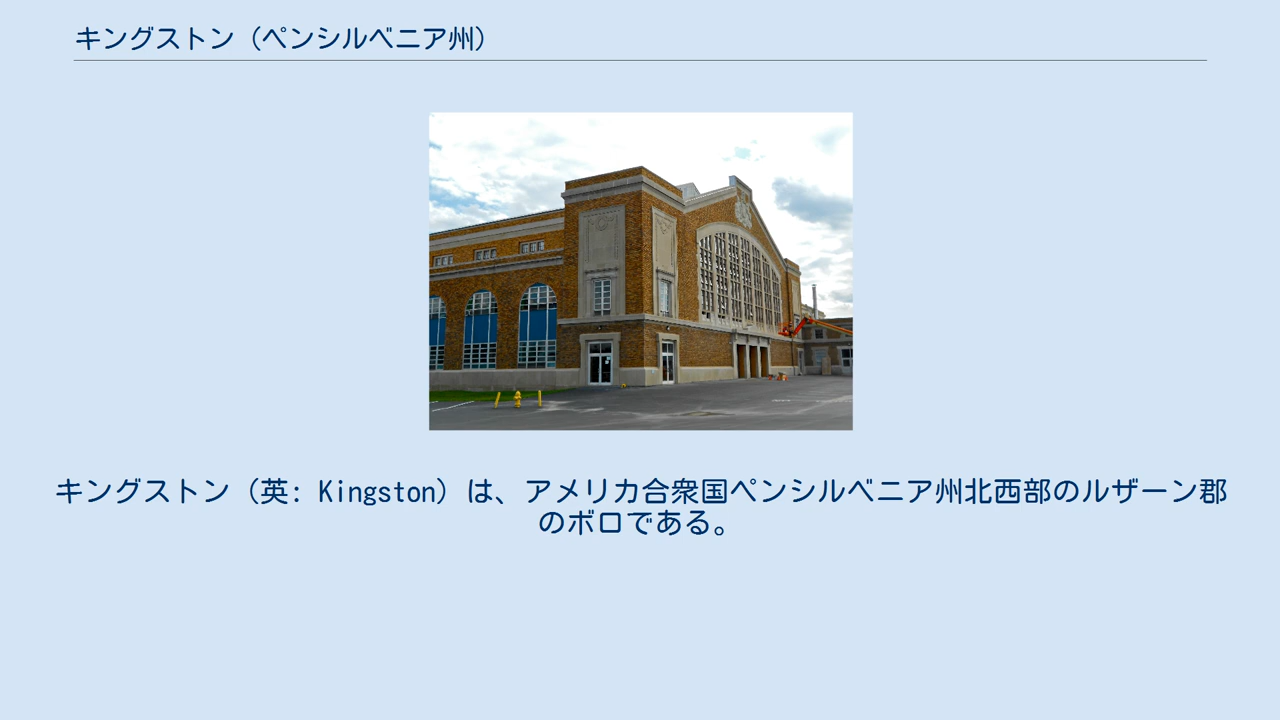 キングストン（ペンシルベニア州）
キングストン（英: Kingston）は、アメリカ合衆国ペンシルベニア州北西部のルザーン郡
のボロである。